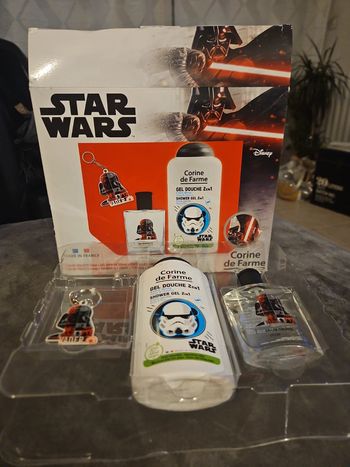 STAR
WARS
Disney
Corine
de Farme
GEL DOUCHE 2en1
SHOWER GEL 2in1
STAR
WARS
VADER
MADE IN FRANCE
Corine
de Farme
Corine
de Farme
GEL DOUCHE 2en1
SHOWER GEL 2in1
STAR
WARS
VADER